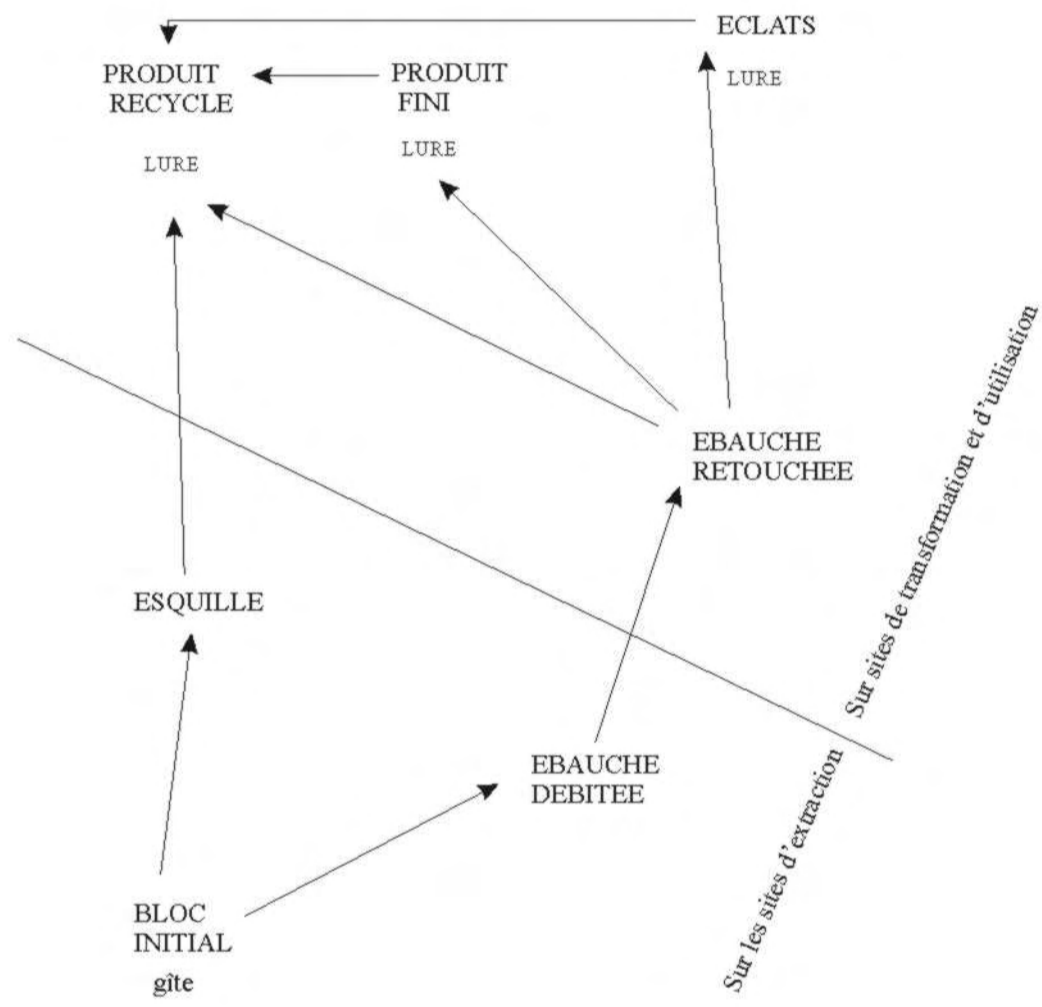 ECLATS
LURE
PRODUIT
RECYCLE
PRODUIT
FINI
LURE
LURE
EBAUCHE
RETOUCHEE
Sur sites de transformation et d'utilisation
ESQUILLE
EBAUCHE
DEBITEE
Sur les sites d'extraction
BLOC
INITIAL
gîte